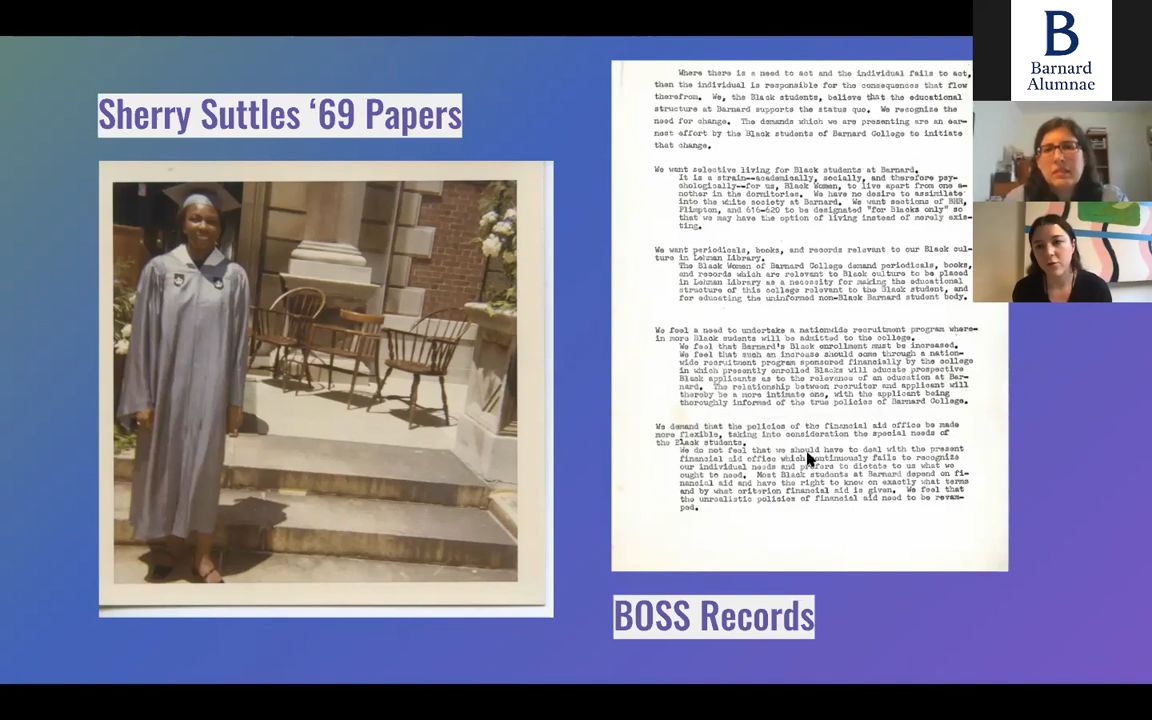 Sherry Suttles ‘69 Papers
Where there is a need to act and the individual fails to act,
then the individual is responsible for the consequences that flow
therefrom. We, the Black students, believe that the educational
structure at Barnard supports the status quo. We recognize the
need for change. The demands which we are presenting are an ear-
nest effort by the Black students of Barnard College to initiate
that change.
We want selective living for Black students at Barnard.
It is a strain--academically, socially, and therefore psy-
chologically--for us, Black Women, to live apart from one a-
nother in the dormitories. We have no desire to assimilate
into the white society at Barnard. We want sections of BHR,
Plimpton, and 616-620 to be designated "for Blacks only" so
that we may have the option of living instead of merely exis-
ting.
We want periodicals, books, and records relevant to our Black cul-
ture in Lehman Library.
The Black Women of Barnard College demand periodicals, books,
and records which are relevant to Black culture to be placed
in Lehman Library as a necessity for making the educational
structure of this college relevant to the Black student, and
for educating the uninformed non-Black Barnard student body.
We feel a need to undertake a nationwide recruitment program where-
in more Black sudents will be admitted to the college.
We feel that Barnard's Black enrollment must be increased.
We feel that such an increase should come through a nation-
wide recruitment program sponsored financially by the college
in which presently enrolled Blacks will educate prospective
Black applicants as to the relevance of an education at Bar-
nard. The relationship between recruiter and applicant will
thereby be a more intimate one, with the applicant being
thoroughly informed of the true policies of Barnard College.
We demand that the policies of the financial aid office be made
more flexible, taking into consideration the special needs of
the Black students.
We do not feel that we should have to deal with the present
financial aid office which continuously fails to recognize
our individual needs and prefers to dictate to us what we
ought to need. Most Black students at Barnard depend on fi-
nancial aid and have the right to know on exactly what terms
and by what criterion financial aid is given. We feel that
the unrealistic policies of financial aid need to be revam-
ped.
BOSS Records
B
Barnard
Alumnae